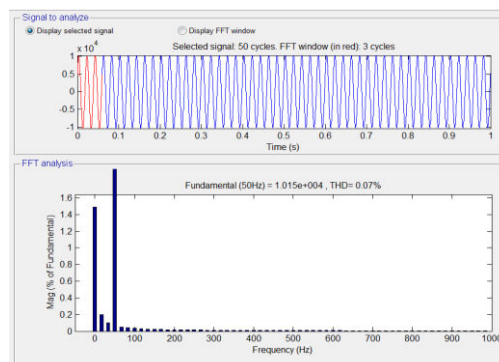 Signal to analyze
Display selected signal
Display FFT window
x 10^4
Selected signal: 50 cycles. FFT window (in red): 3 cycles
1
0.5
0
-0.5
-1
0 0.1 0.2 0.3 0.4 0.5 0.6 0.7 0.8 0.9 1
Time (s)
FFT analysis
Fundamental (50Hz) = 1.015e+004 , THD= 0.07%
Mag (% of Fundamental)
1.6
1.4
1.2
1
0.8
0.6
0.4
0.2
0
0 100 200 300 400 500 600 700 800 900 1000
Frequency (Hz)